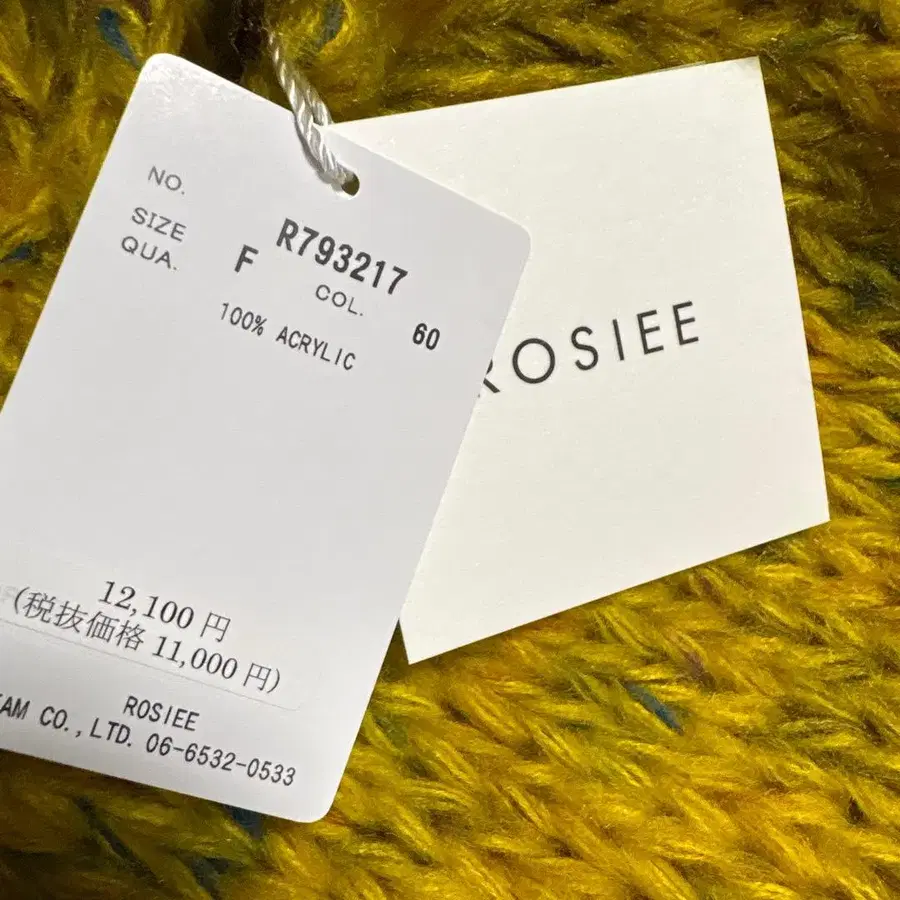 NO.
R793217
SIZE
F
COL.
60
QUA.
100% ACRYLIC
12,100 円
(税抜価格 11,000 円)
ROSIEE
CO.,LTD. 06-6532-0533
ROSIEE